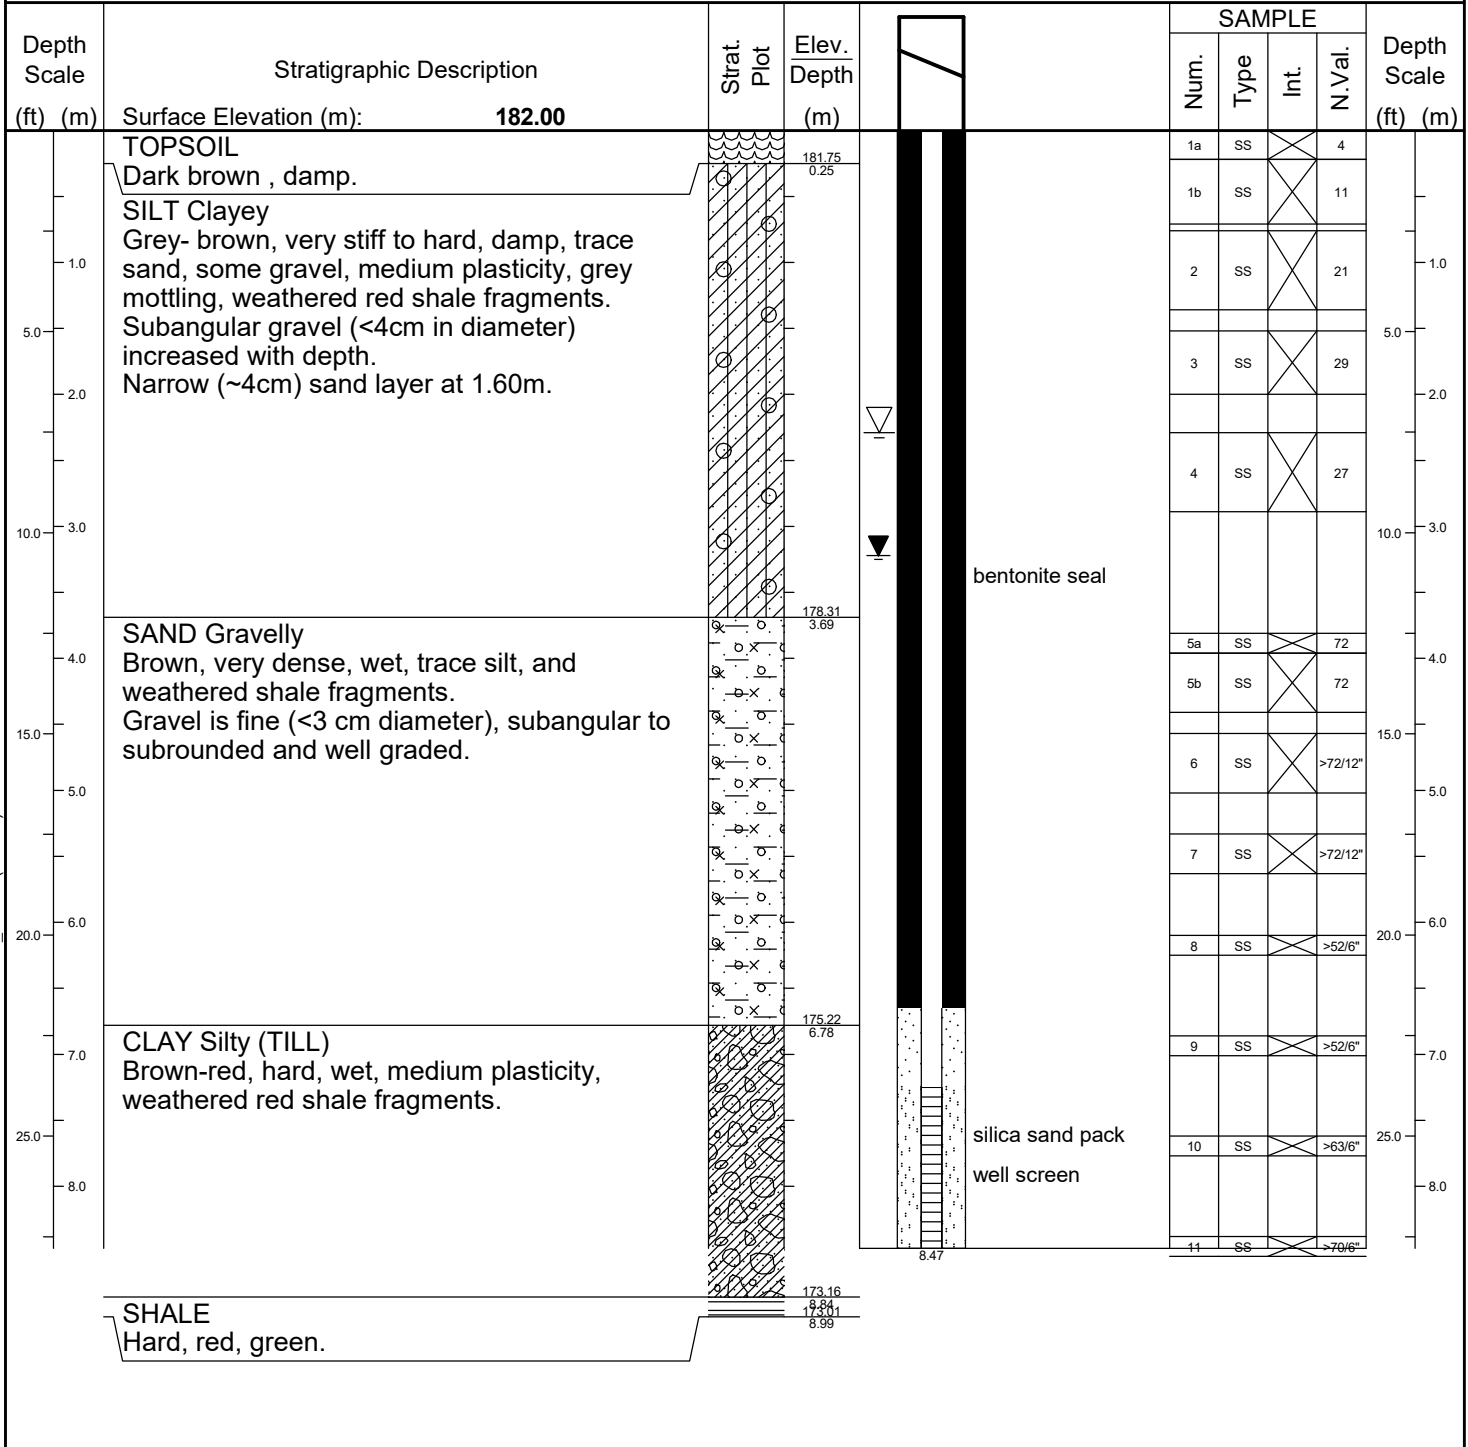 Depth Scale
(ft) (m)
Stratigraphic Description
Surface Elevation (m): 182.00
Strat. Plot
Elev.
Depth
(m)
SAMPLE
Num.
Type
Int.
N.Val.
Depth Scale
(ft) (m)
TOPSOIL
Dark brown , damp.
181.75
0.25
SILT Clayey
Grey- brown, very stiff to hard, damp, trace
sand, some gravel, medium plasticity, grey
mottling, weathered red shale fragments.
Subangular gravel (<4cm in diameter)
increased with depth.
Narrow (~4cm) sand layer at 1.60m.
178.31
3.69
SAND Gravelly
Brown, very dense, wet, trace silt, and
weathered shale fragments.
Gravel is fine (<3 cm diameter), subangular to
subrounded and well graded.
175.22
6.78
CLAY Silty (TILL)
Brown-red, hard, wet, medium plasticity,
weathered red shale fragments.
173.16
8.84
173.01
8.99
SHALE
Hard, red, green.
1.0
5.0
2.0
3.0
10.0
4.0
15.0
5.0
6.0
20.0
7.0
25.0
8.0
bentonite seal
silica sand pack
well screen
8.47
1a SS 4
1b SS 11
2 SS 21
3 SS 29
4 SS 27
5a SS 72
5b SS 72
6 SS >72/12"
7 SS >72/12"
8 SS >52/6"
9 SS >52/6"
10 SS >63/6"
11 SS >70/6"
1.0
5.0
2.0
3.0
10.0
4.0
15.0
5.0
6.0
20.0
7.0
25.0
8.0